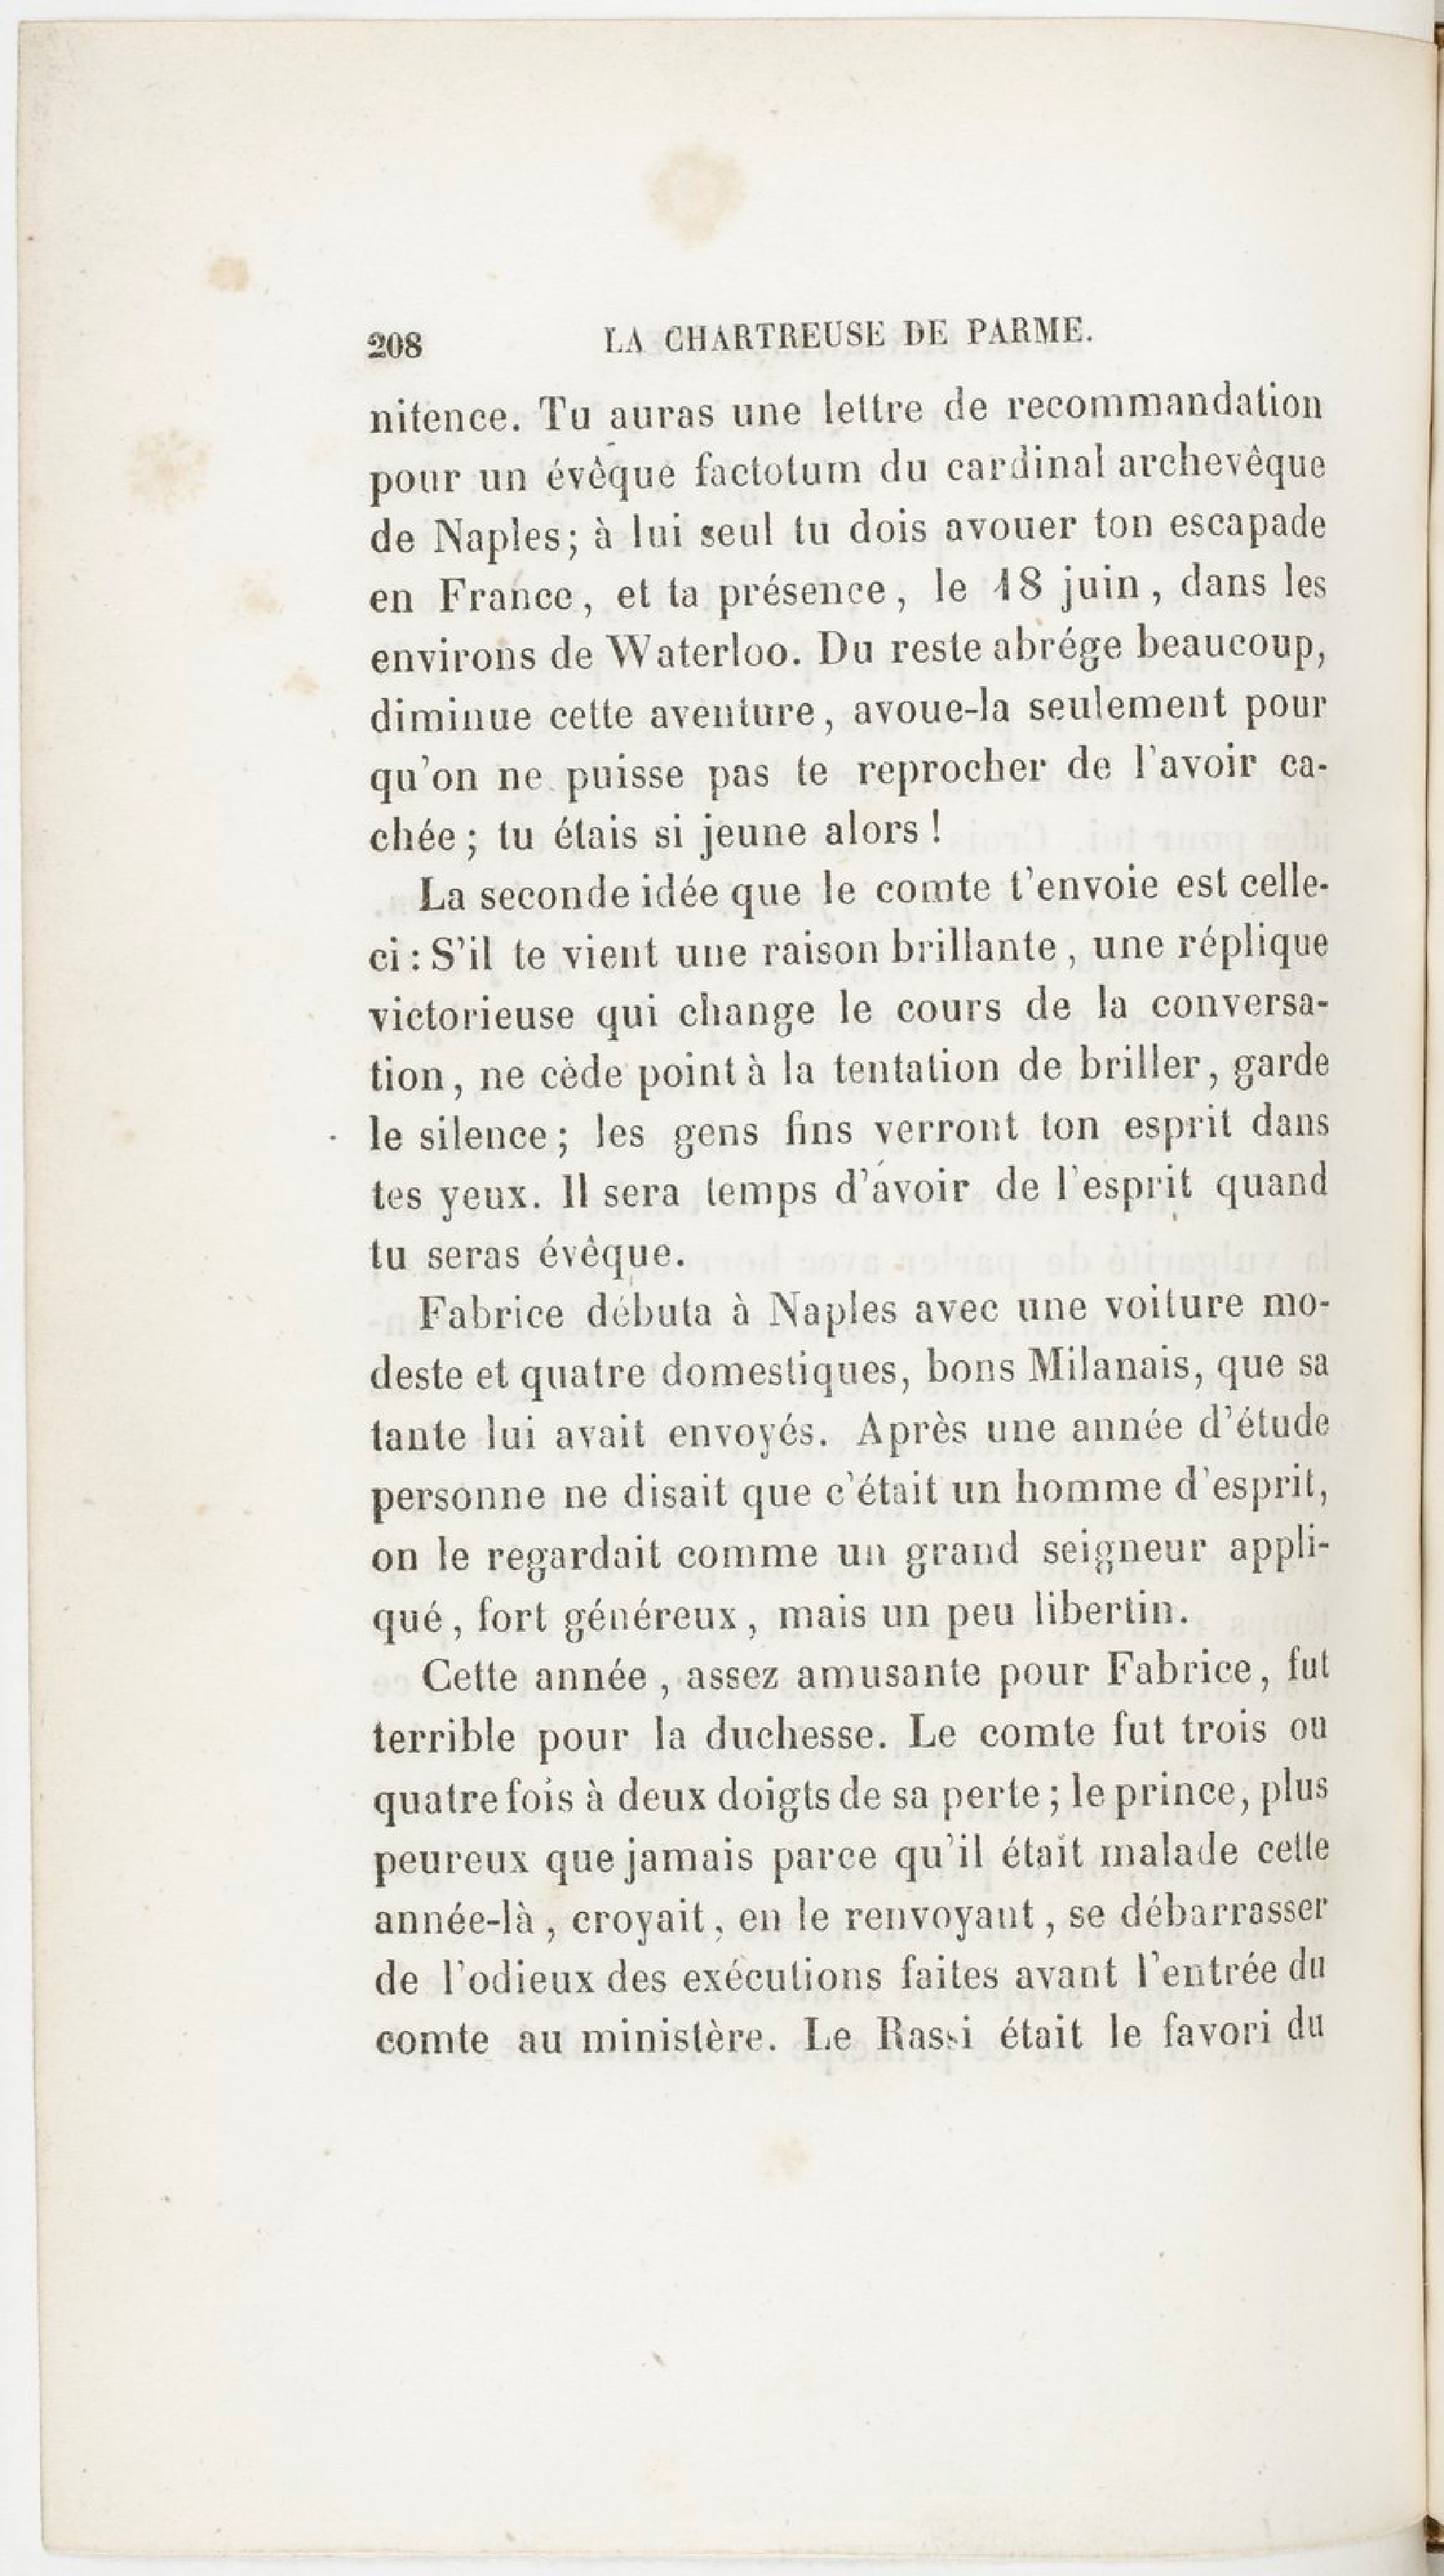 208 LA CHARTREUSE DE PARME.
nitence. Tu auras une lettre de recommandation
pour un évêque factotum du cardinal archevêque
de Naples; à lui seul tu dois avouer ton escapade
en France, et ta présence, le 18 juin, dans les
environs de Waterloo. Du reste abrége beaucoup,
diminue cette aventure, avoue-la seulement pour
qu'on ne puisse pas te reprocher de l'avoir ca-
chée; tu étais si jeune alors !
La seconde idée que le comte t'envoie est celle-
ci : S'il te vient une raison brillante, une réplique
victorieuse qui change le cours de la conversa-
tion, ne cède point à la tentation de briller, garde
le silence; les gens fins verront ton esprit dans
tes yeux. Il sera temps d'avoir de l'esprit quand
tu seras évêque.
Fabrice débuta à Naples avec une voiture mo-
deste et quatre domestiques, bons Milanais, que sa
tante lui avait envoyés. Après une année d'étude
personne ne disait que c'était un homme d'esprit,
on le regardait comme un grand seigneur appli-
qué, fort généreux, mais un peu libertin.
Cette année, assez amusante pour Fabrice, fut
terrible pour la duchesse. Le comte fut trois ou
quatre fois à deux doigts de sa perte; le prince, plus
peureux que jamais parce qu'il était malade cette
année-là, croyait, en le renvoyant, se débarrasser
de l'odieux des exécutions faites avant l'entrée du
comte au ministère. Le Rassi était le favori du